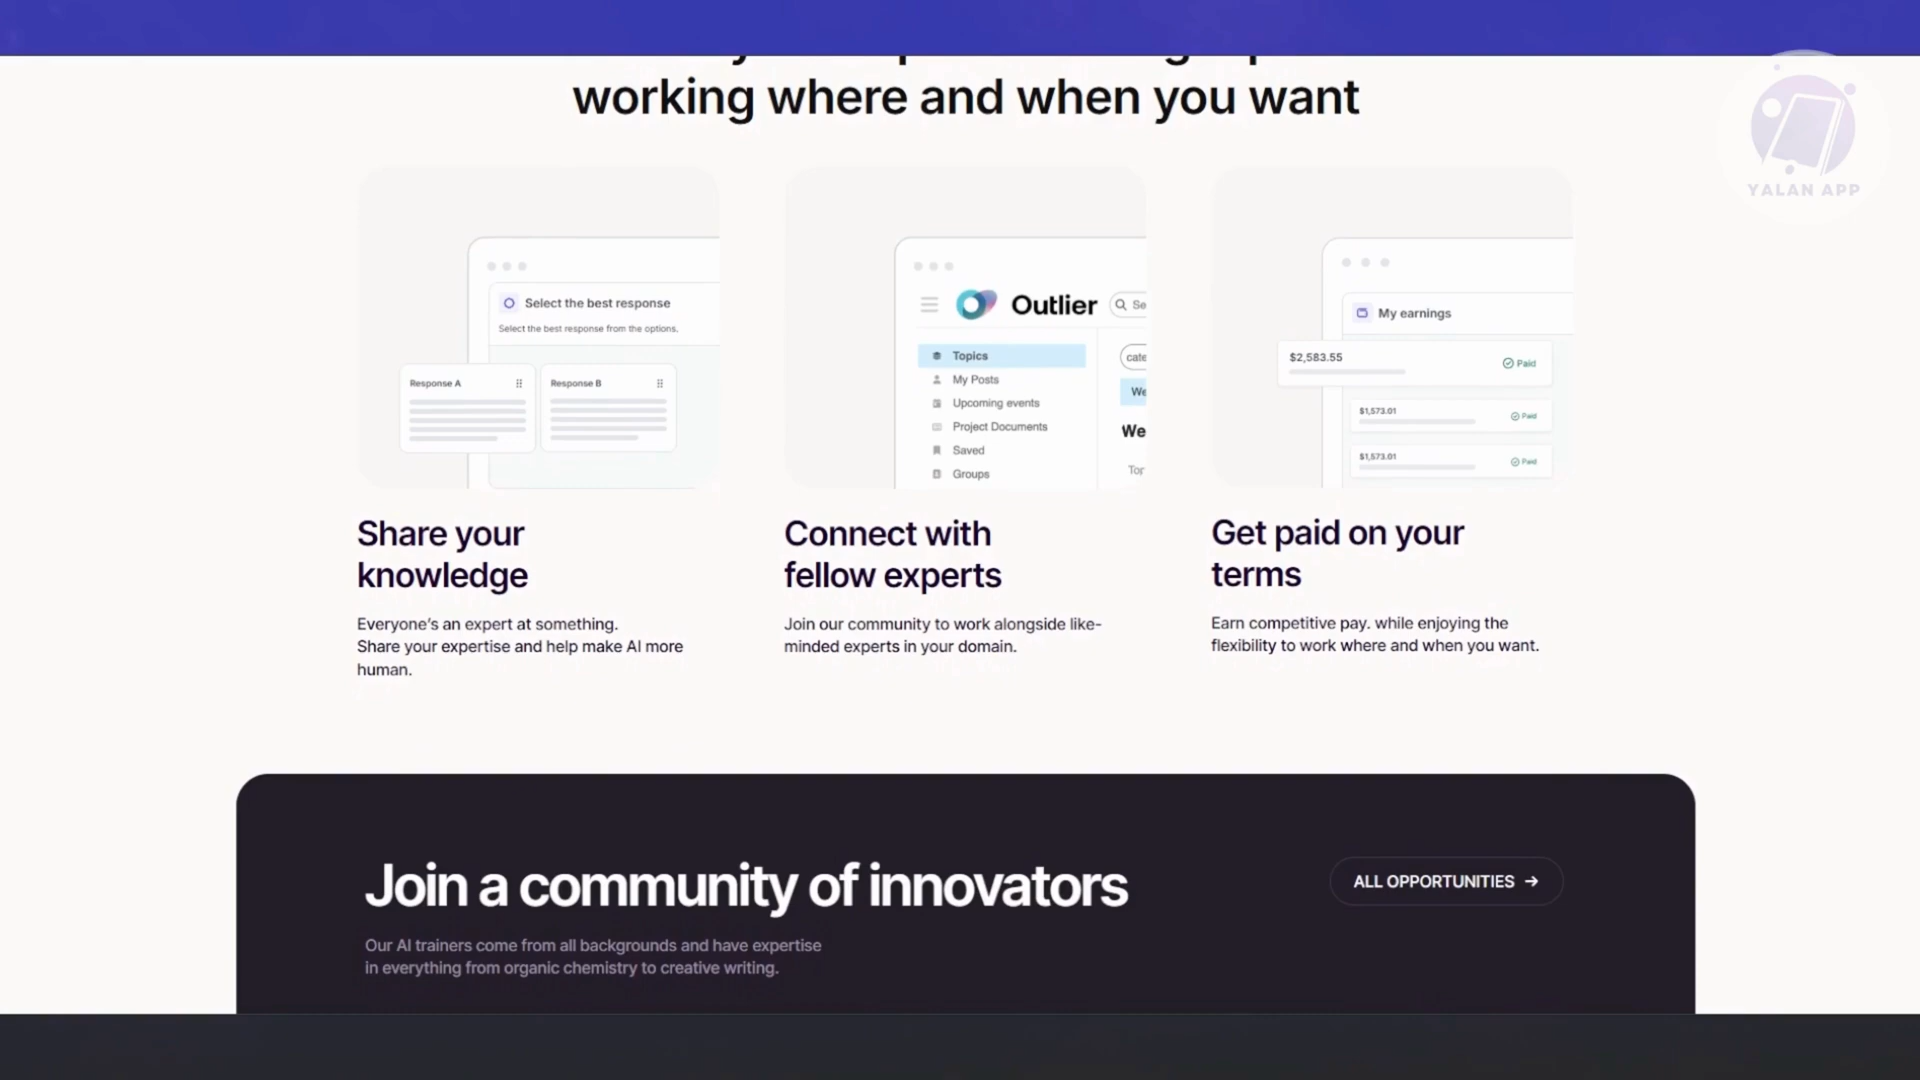 working where and when you want
YALAN APP
Select the best response
Select the best response from the options.
Response A
Response B
Outlier
Se
Topics
My Posts
Upcoming events
Project Documents
Saved
Groups
cate
We
We
Tor
My earnings
$2,583.55
Paid
$1,573.01
Paid
$1,573.01
Paid
Share your
knowledge
Everyone's an expert at something.
Share your expertise and help make AI more
human.
Connect with
fellow experts
Join our community to work alongside like-
minded experts in your domain.
Get paid on your
terms
Earn competitive pay. while enjoying the
flexibility to work where and when you want.
Join a community of innovators
ALL OPPORTUNITIES →
Our AI trainers come from all backgrounds and have expertise
in everything from organic chemistry to creative writing.